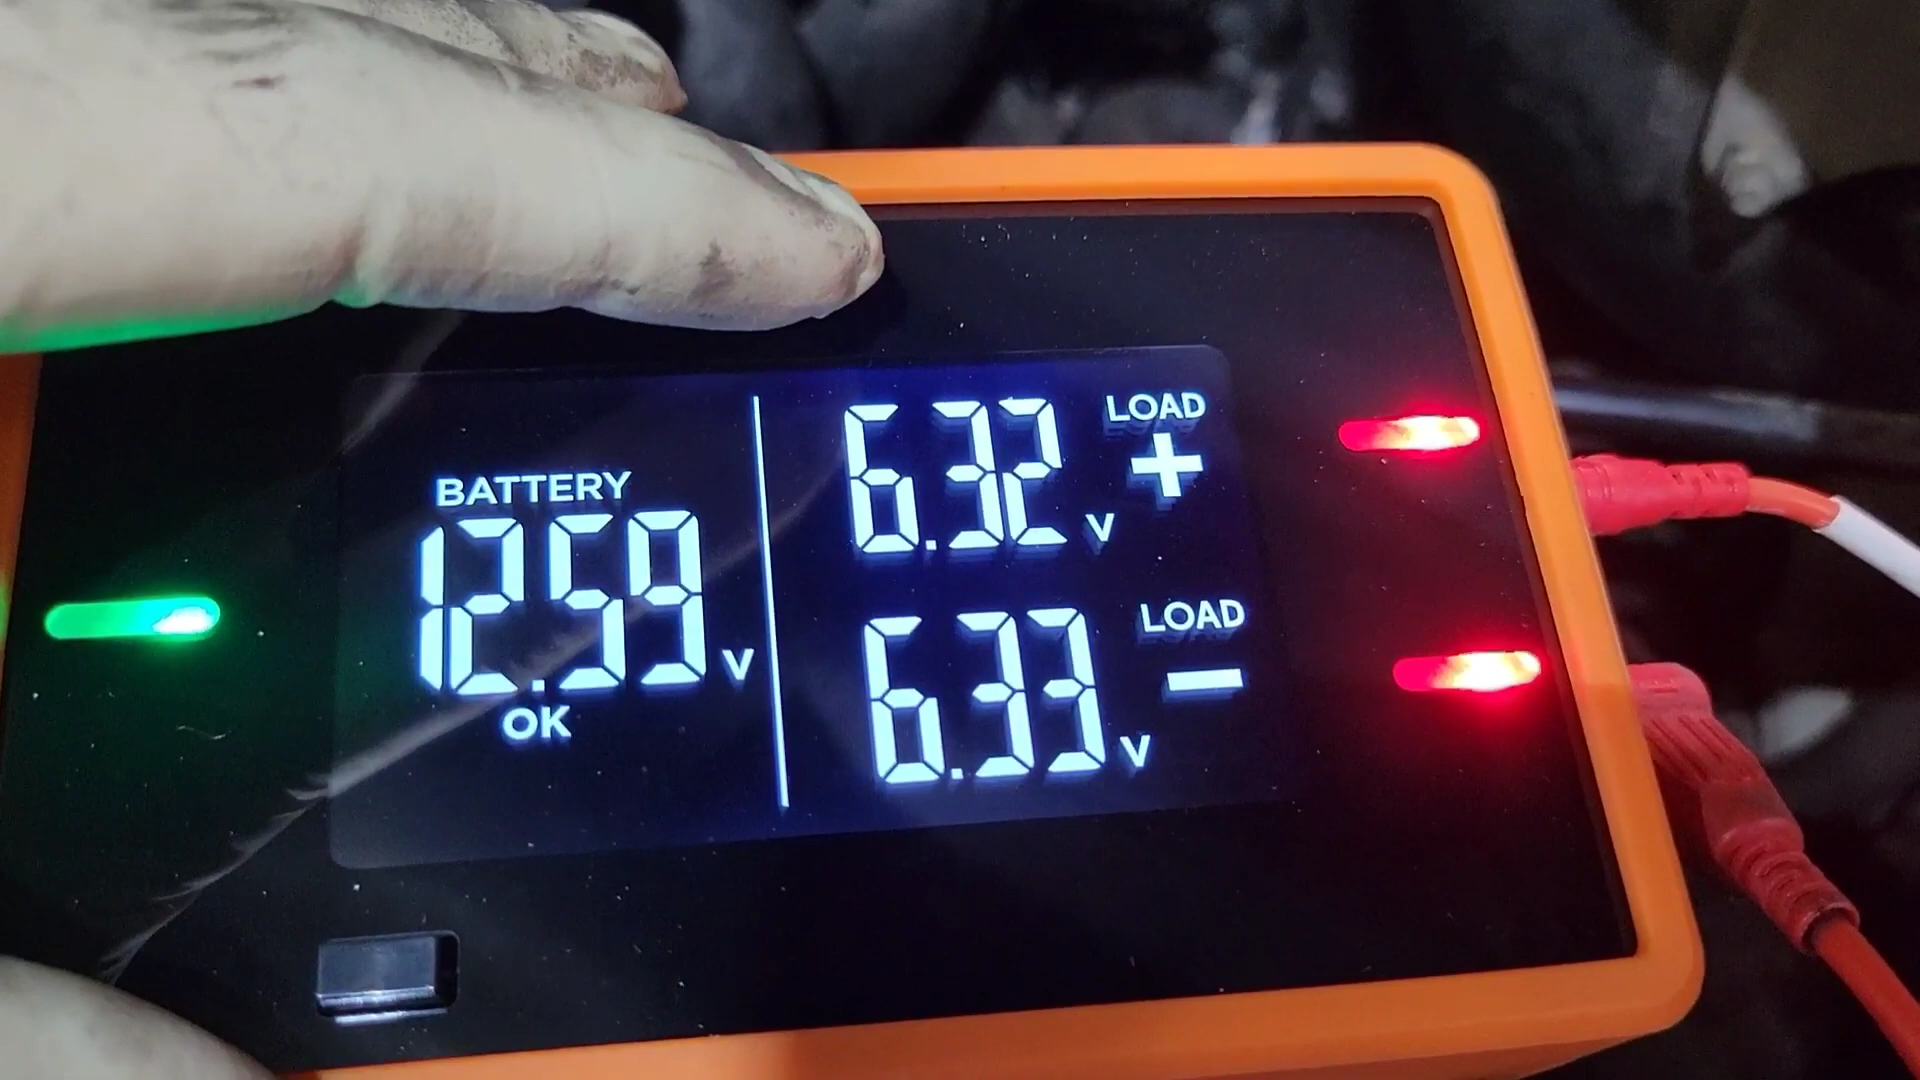 BATTERY
12.59 V
OK
6.32 V
LOAD
+
6.33 V
LOAD
−